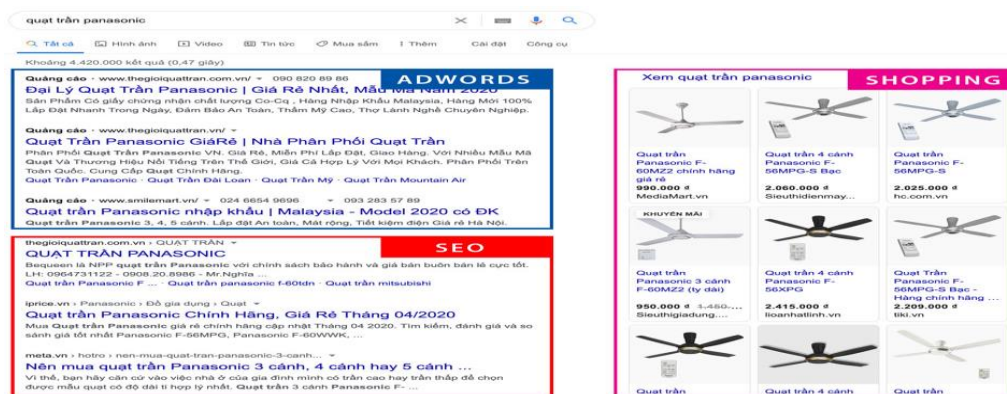 quạt trần panasonic
Tất cả Hình ảnh Video Tin tức Mua sắm Thêm Cài đặt Công cụ
Khoảng 4.420.000 kết quả (0,47 giây)
ADWORDS
Quảng cáo · www.thegioiquattran.com.vn/ 090 820 89 86
Đại Lý Quạt Trần Panasonic | Giá Rẻ Nhất, Mẫu Mã Năm 2020
Sản Phẩm Có giấy chứng nhận chất lượng Co-Cq , Hàng Nhập Khẩu Malaysia, Hàng Mới 100%
Lắp Đặt Nhanh Trong Ngày, Đảm Bảo An Toàn, Thẩm Mỹ Cao, Thợ Lành Nghề Chuyên Nghiệp.
Quảng cáo · www.thegioiquattran.vn/
Quạt Trần Panasonic GiáRẻ | Nhà Phân Phối Quạt Trần
Phân Phối Quạt Trần Panasonic VN. Giá Rẻ, Miễn Phí Lắp Đặt, Giao Hàng. Với Nhiều Mẫu Mã
Quạt Và Thương Hiệu Nổi Tiếng Trên Thế Giới, Giá Cả Hợp Lý Với Mọi Khách. Phân Phối Trên
Toàn Quốc. Cung Cấp Quạt Chính Hãng.
Quạt Trần Panasonic · Quạt Trần Đài Loan · Quạt Trần Mỹ · Quạt Trần Mountain Air
Quảng cáo · www.smilemart.vn/ 024 6654 9696 · 093 283 57 89
Quạt trần Panasonic nhập khẩu | Malaysia - Model 2020 có ĐK
Quạt trần Panasonic 3, 4, 5 cánh. Lắp đặt An toàn, Mát rộng, Tiết kiệm điện Giá rẻ Hà Nội.
SEO
thegioiquattran.com.vn › QUẠT TRẦN
QUẠT TRẦN PANASONIC
Bequeen là NPP quạt trần Panasonic với chính sách bảo hành và giá bán buôn bán lẻ cực tốt.
LH: 0964731122 - 0908.20.8986 - Mr.Nghĩa ...
Quạt trần Panasonic F ... · Quạt trần panasonic f-60tdn · Quạt trần mitsubishi
iprice.vn › Panasonic › Đồ gia dụng › Quạt
Quạt trần Panasonic Chính Hãng, Giá Rẻ Tháng 04/2020
Mua Quạt trần Panasonic giá rẻ chính hãng cập nhật Tháng 04 2020. Tìm kiếm, đánh giá và so
sánh giá tốt nhất Panasonic F-56MPG, Panasonic F-60WWK, ...
meta.vn › hotro › nen-mua-quat-tran-panasonic-3-canh...
Nên mua quạt trần Panasonic 3 cánh, 4 cánh hay 5 cánh ...
Vì thế, bạn hãy căn cứ vào việc nhà ở của gia đình mình có trần cao hay trần thấp để chọn
được mẫu quạt có độ dài ti hợp lý nhất. Quạt trần 3 cánh Panasonic F- ...
Xem quạt trần panasonic
SHOPPING
Quạt trần
Panasonic F-
60MZ2 chính hãng
giá rẻ
990.000 ₫
MediaMart.vn
Quạt trần 4 cánh
Panasonic F-
56MPG-S Bạc
2.060.000 ₫
Sieuthidienmay...
Quạt trần
Panasonic F-
56MPG-S
2.025.000 ₫
hc.com.vn
KHUYẾN MÃI
Quạt trần
Panasonic 3 cánh
F-60MZ2 (ty dài)
950.000 ₫ 1.450-...
Sieuthigiadung....
Quạt trần 4 cánh
Panasonic F-
56XPG
2.415.000 ₫
lioanhatlinh.vn
Quạt Trần
Panasonic F-
56MPG-S Bạc -
Hàng chính hãng ...
2.209.000 ₫
tiki.vn
Quạt trần
Quạt trần 4 cánh
Quạt trần